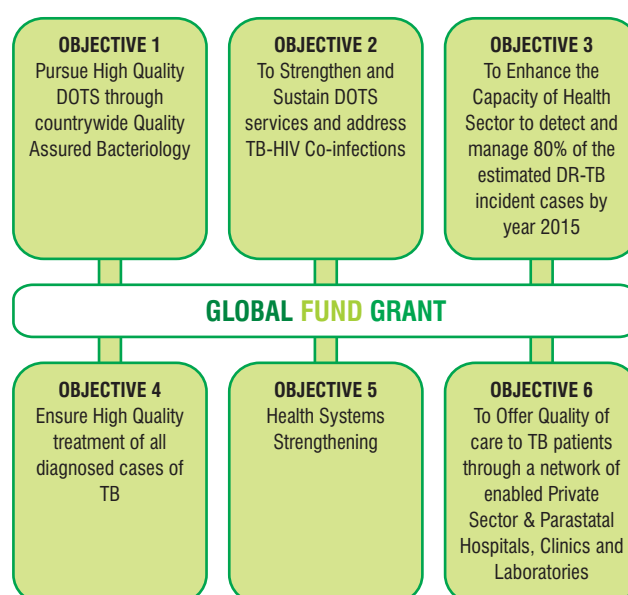 OBJECTIVE 1
Pursue High Quality
DOTS through
countrywide Quality
Assured Bacteriology
OBJECTIVE 2
To Strengthen and
Sustain DOTS
services and address
TB-HIV Co-infections
OBJECTIVE 3
To Enhance the
Capacity of Health
Sector to detect and
manage 80% of the
estimated DR-TB
incident cases by
year 2015
GLOBAL FUND GRANT
OBJECTIVE 4
Ensure High Quality
treatment of all
diagnosed cases of
TB
OBJECTIVE 5
Health Systems
Strengthening
OBJECTIVE 6
To Offer Quality of
care to TB patients
through a network of
enabled Private
Sector & Parastatal
Hospitals, Clinics and
Laboratories